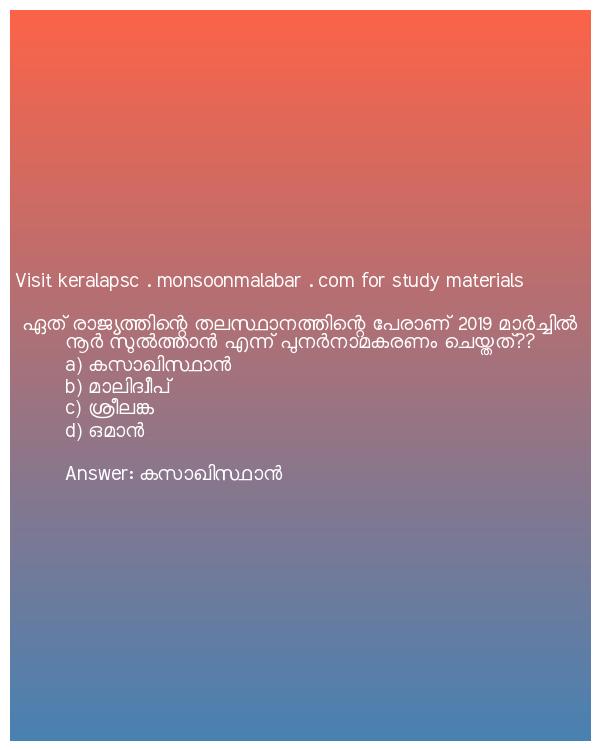 Visit keralapsc . monsoonmalabar . com for study materials
ഏത് രാജ്യത്തിന്റെ തലസ്ഥാനത്തിന്റെ പേരാണ് 2019 മാർച്ചിൽ
നൂർ സുൽത്താൻ എന്ന് പുനർനാമകരണം ചെയ്തത്??
a) കസാഖിസ്ഥാൻ
b) മാലിദ്വീപ്
c) ശ്രീലങ്ക
d) ഒമാൻ
Answer: കസാഖിസ്ഥാൻ